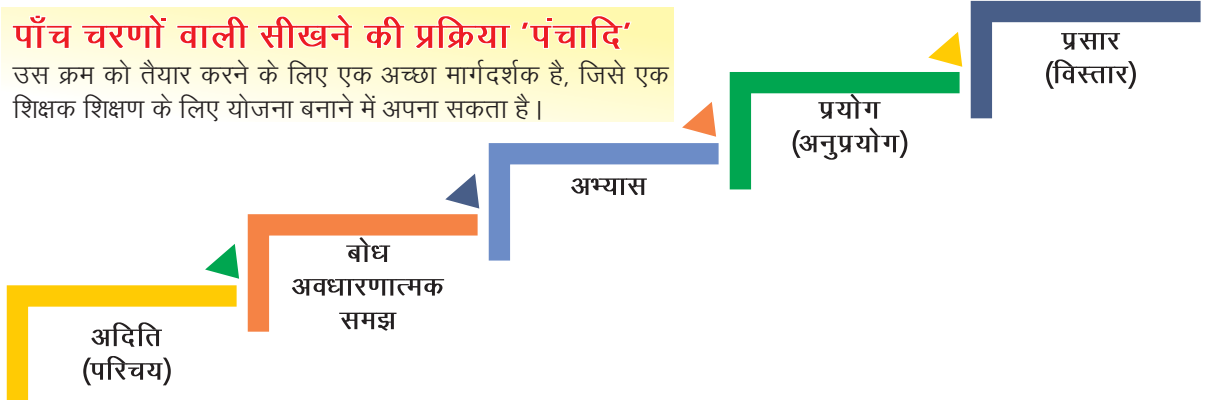 पाँच चरणों वाली सीखने की प्रक्रिया 'पंचादि'
उस क्रम को तैयार करने के लिए एक अच्छा मार्गदर्शक है, जिसे एक
शिक्षक शिक्षण के लिए योजना बनाने में अपना सकता है।
अदिति
(परिचय)
बोध
अवधारणात्मक
समझ
अभ्यास
प्रयोग
(अनुप्रयोग)
प्रसार
(विस्तार)